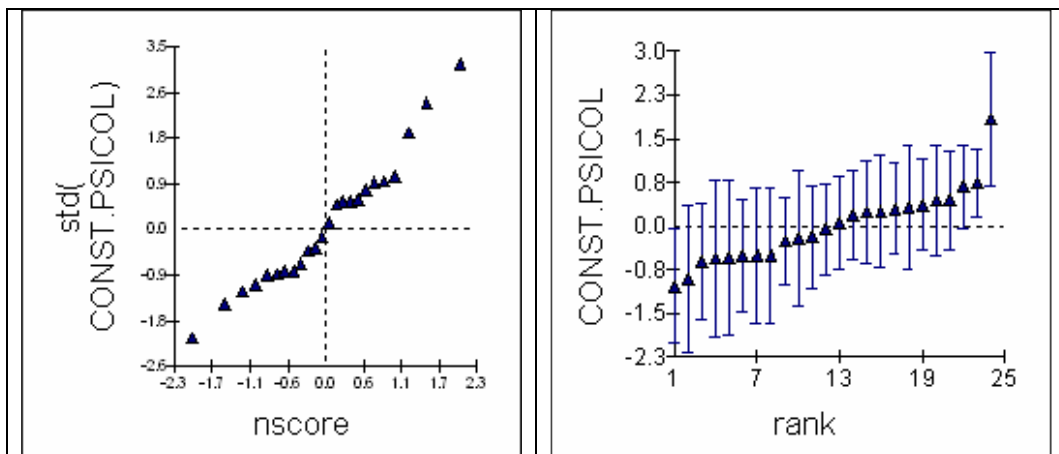 std(
CONST.PSICOL)
3.5
2.6
1.8
0.9
0.0
-0.9
-1.8
-2.6
-2.3 -1.7 -1.1 -0.6 0.0 0.6 1.1 1.7 2.3
nscore
CONST.PSICOL
3.0
2.3
1.5
0.8
0.0
-0.8
-1.5
-2.3
1 7 13 19 25
rank